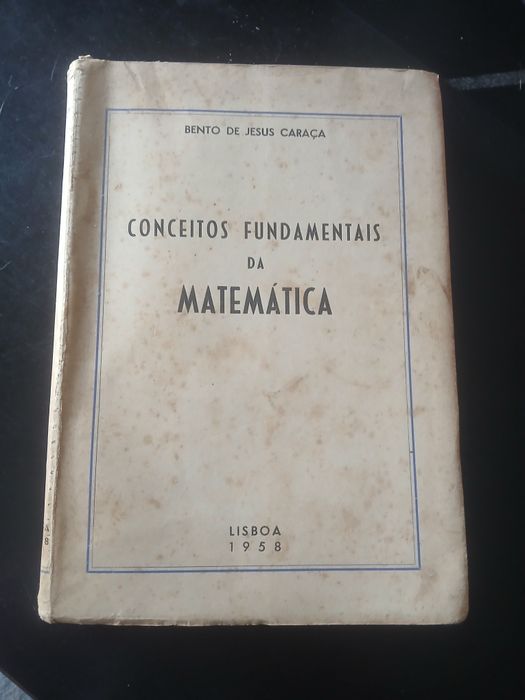 BENTO DE JESUS CARAÇA
CONCEITOS FUNDAMENTAIS
DA
MATEMÁTICA
LISBOA
1958